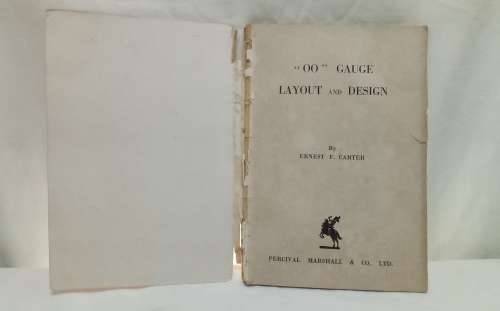 "OO" GAUGE
LAYOUT AND DESIGN
By
ERNEST F. CARTER
PERCIVAL MARSHALL & CO. LTD.